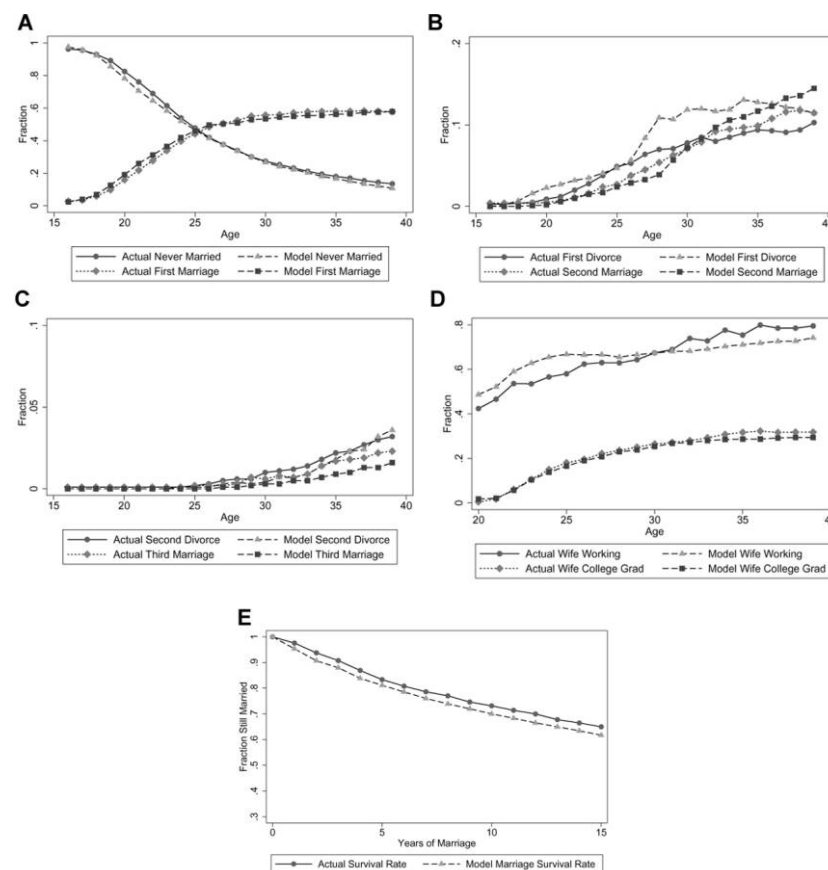 A
Fraction
1
.8
.6
.4
.2
0
15 20 25 30 35 40
Age
Actual Never Married Model Never Married
Actual First Marriage Model First Marriage
B
Fraction
.2
.1
0
15 20 25 30 35 4
Age
Actual First Divorce Model First Divorce
Actual Second Marriage Model Second Marriage
C
Fraction
.1
.05
0
15 20 25 30 35 40
Age
Actual Second Divorce Model Second Divorce
Actual Third Marriage Model Third Marriage
D
Fraction
.8
.6
.4
.2
0
20 25 30 35 40
Age
Actual Wife Working Model Wife Working
Actual Wife College Grad Model Wife College Grad
E
Fraction Still Married
1
.9
.8
.7
.6
.5
.4
.3
0 5 10 15
Years of Marriage
Actual Survival Rate Model Marriage Survival Rate